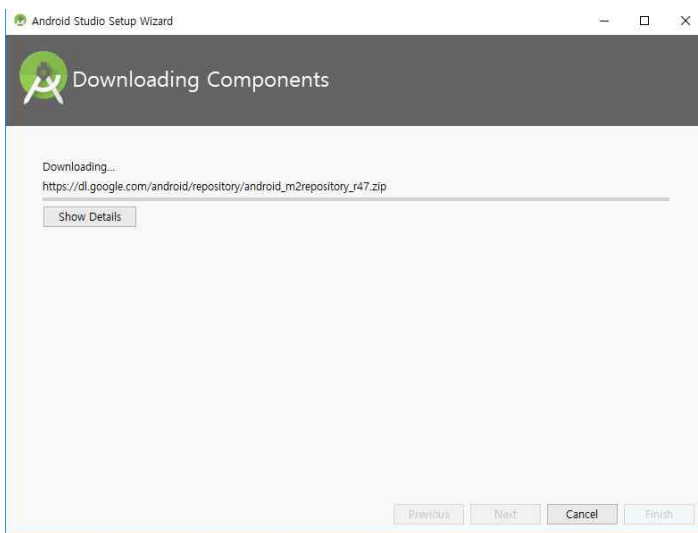 Android Studio Setup Wizard
Downloading Components
Downloading...
https://dl.google.com/android/repository/android_m2repository_r47.zip
Show Details
Previous Next Cancel Finish